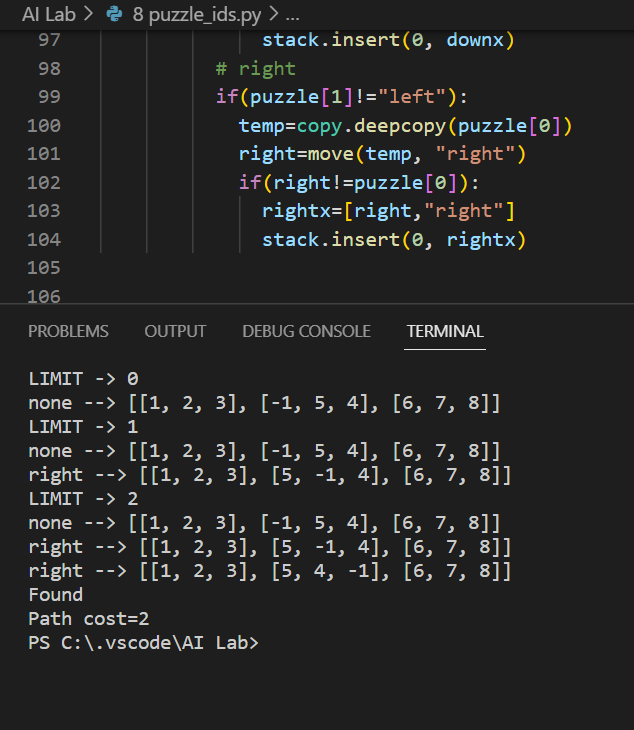 AI Lab > 8 puzzle_ids.py > ...
97 stack.insert(0, downx)
98 # right
99 if(puzzle[1]!="left"):
100 temp=copy.deepcopy(puzzle[0])
101 right=move(temp, "right")
102 if(right!=puzzle[0]):
103 rightx=[right,"right"]
104 stack.insert(0, rightx)
105
106
PROBLEMS OUTPUT DEBUG CONSOLE TERMINAL
LIMIT -> 0
none --> [[1, 2, 3], [-1, 5, 4], [6, 7, 8]]
LIMIT -> 1
none --> [[1, 2, 3], [-1, 5, 4], [6, 7, 8]]
right --> [[1, 2, 3], [5, -1, 4], [6, 7, 8]]
LIMIT -> 2
none --> [[1, 2, 3], [-1, 5, 4], [6, 7, 8]]
right --> [[1, 2, 3], [5, -1, 4], [6, 7, 8]]
right --> [[1, 2, 3], [5, 4, -1], [6, 7, 8]]
Found
Path cost=2
PS C:\.vscode\AI Lab>